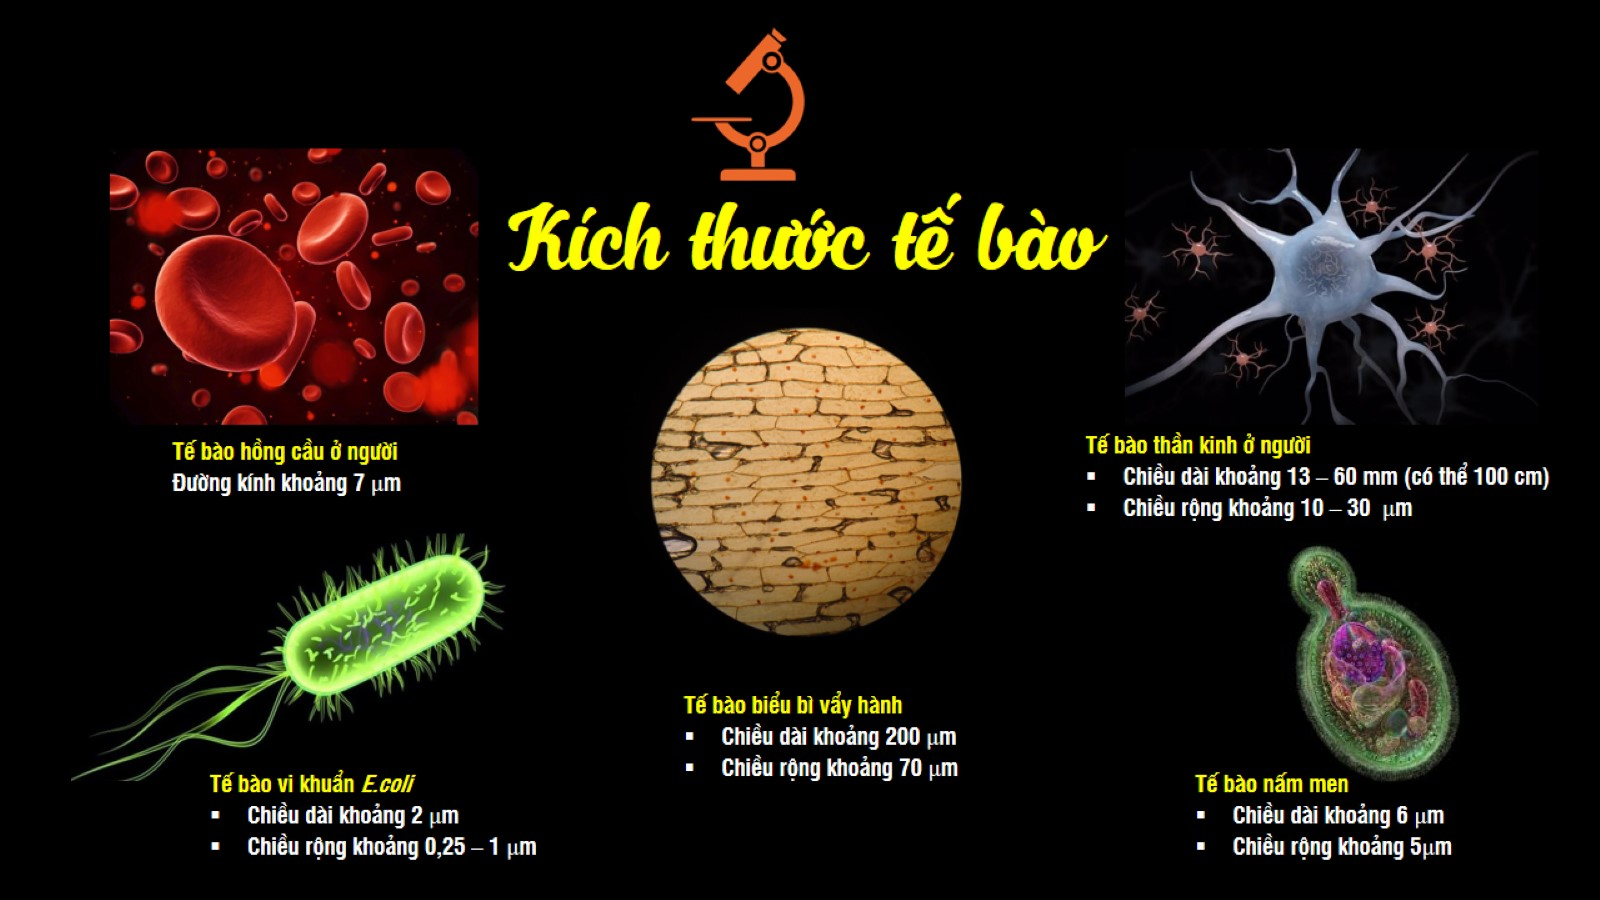 Kích thước tế bào
Tế bào hồng cầu ở người
Đường kính khoảng 7 μm
Tế bào thần kinh ở người
▪ Chiều dài khoảng 13 – 60 mm (có thể 100 cm)
▪ Chiều rộng khoảng 10 – 30 μm
Tế bào biểu bì vẩy hành
▪ Chiều dài khoảng 200 μm
▪ Chiều rộng khoảng 70 μm
Tế bào vi khuẩn E.coli
▪ Chiều dài khoảng 2 μm
▪ Chiều rộng khoảng 0,25 – 1 μm
Tế bào nấm men
▪ Chiều dài khoảng 6 μm
▪ Chiều rộng khoảng 5μm